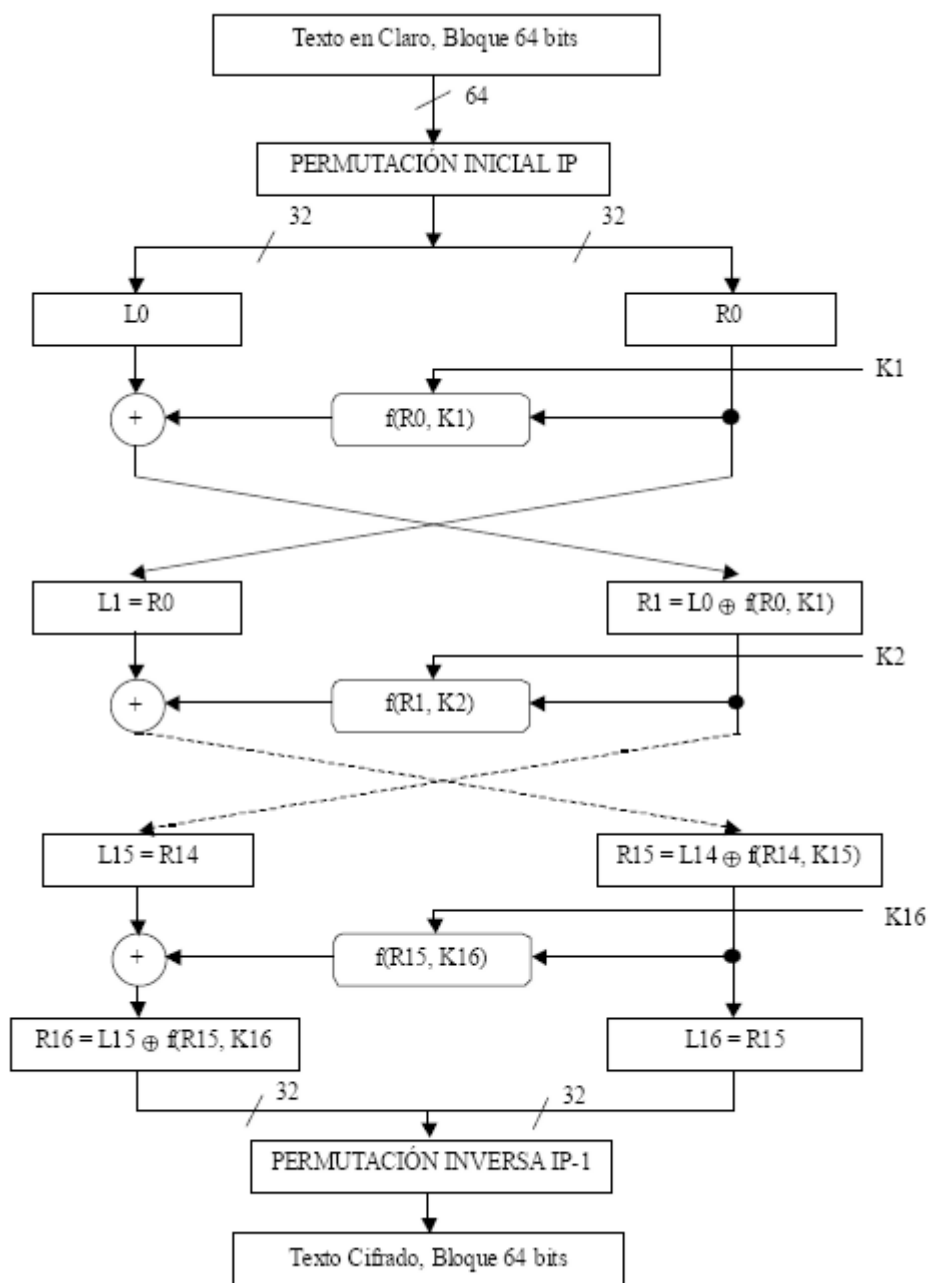 Texto en Claro, Bloque 64 bits
64
PERMUTACIÓN INICIAL IP
32
32
L0
R0
K1
+
f(R0, K1)
L1 = R0
R1 = L0 ⊕ f(R0, K1)
K2
+
f(R1, K2)
L15 = R14
R15 = L14 ⊕ f(R14, K15)
K16
+
f(R15, K16)
R16 = L15 ⊕ f(R15, K16
L16 = R15
32
32
PERMUTACIÓN INVERSA IP-1
Texto Cifrado, Bloque 64 bits